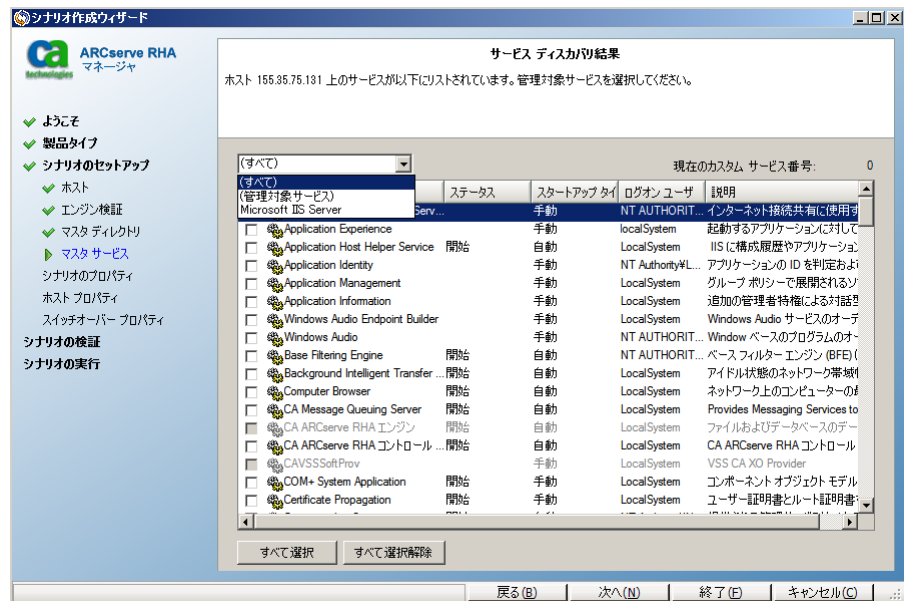 シナリオ作成ウィザード
ca
technologies
ARCserve RHA
マネージャ
ようこそ
製品タイプ
シナリオのセットアップ
ホスト
エンジン検証
マスタ ディレクトリ
マスタ サービス
シナリオのプロパティ
ホスト プロパティ
スイッチオーバー プロパティ
シナリオの検証
シナリオの実行
サービス ディスカバリ結果
ホスト 155.35.75.131 上のサービスが以下にリストされています。管理対象サービスを選択してください。
(すべて)
現在のカスタム サービス番号: 0
(すべて)
(管理対象サービス)
Microsoft IIS Server
ステータス スタートアップ タイ ログオン ユーザ 説明
Serv... 手動 NT AUTHORIT... インターネット接続共有に使用す
Application Experience 手動 localSystem 起動するアプリケーションに対して
Application Host Helper Service 開始 自動 LocalSystem IIS に構成履歴やアプリケーション
Application Identity 手動 NT Authority¥L... アプリケーションの ID を判定およ
Application Management 手動 LocalSystem グループ ポリシーで展開されるソ
Application Information 手動 LocalSystem 追加の管理者特権による対話型
Windows Audio Endpoint Builder 手動 LocalSystem Windows Audio サービスのオーデ
Windows Audio 手動 NT AUTHORIT... Window ベースのプログラムのオー
Base Filtering Engine 開始 自動 NT AUTHORIT... ベース フィルター エンジン (BFE) (
Background Intelligent Transfer ... 開始 自動 LocalSystem アイドル状態のネットワーク帯域
Computer Browser 開始 自動 LocalSystem ネットワーク上のコンピューターの
CA Message Queuing Server 開始 自動 LocalSystem Provides Messaging Services to
CA ARCserve RHA エンジン 開始 自動 LocalSystem ファイルおよびデータベースのデー
CA ARCserve RHA コントロール ... 開始 自動 LocalSystem CA ARCserve RHA コントロール
CAVSSSoftProv 手動 LocalSystem VSS CA XO Provider
COM+ System Application 開始 手動 LocalSystem コンポーネント オブジェクト モデル
Certificate Propagation 開始 手動 LocalSystem ユーザー証明書とルート証明書
すべて選択 すべて選択解除
戻る(B) 次へ(N) 終了(F) キャンセル(C)